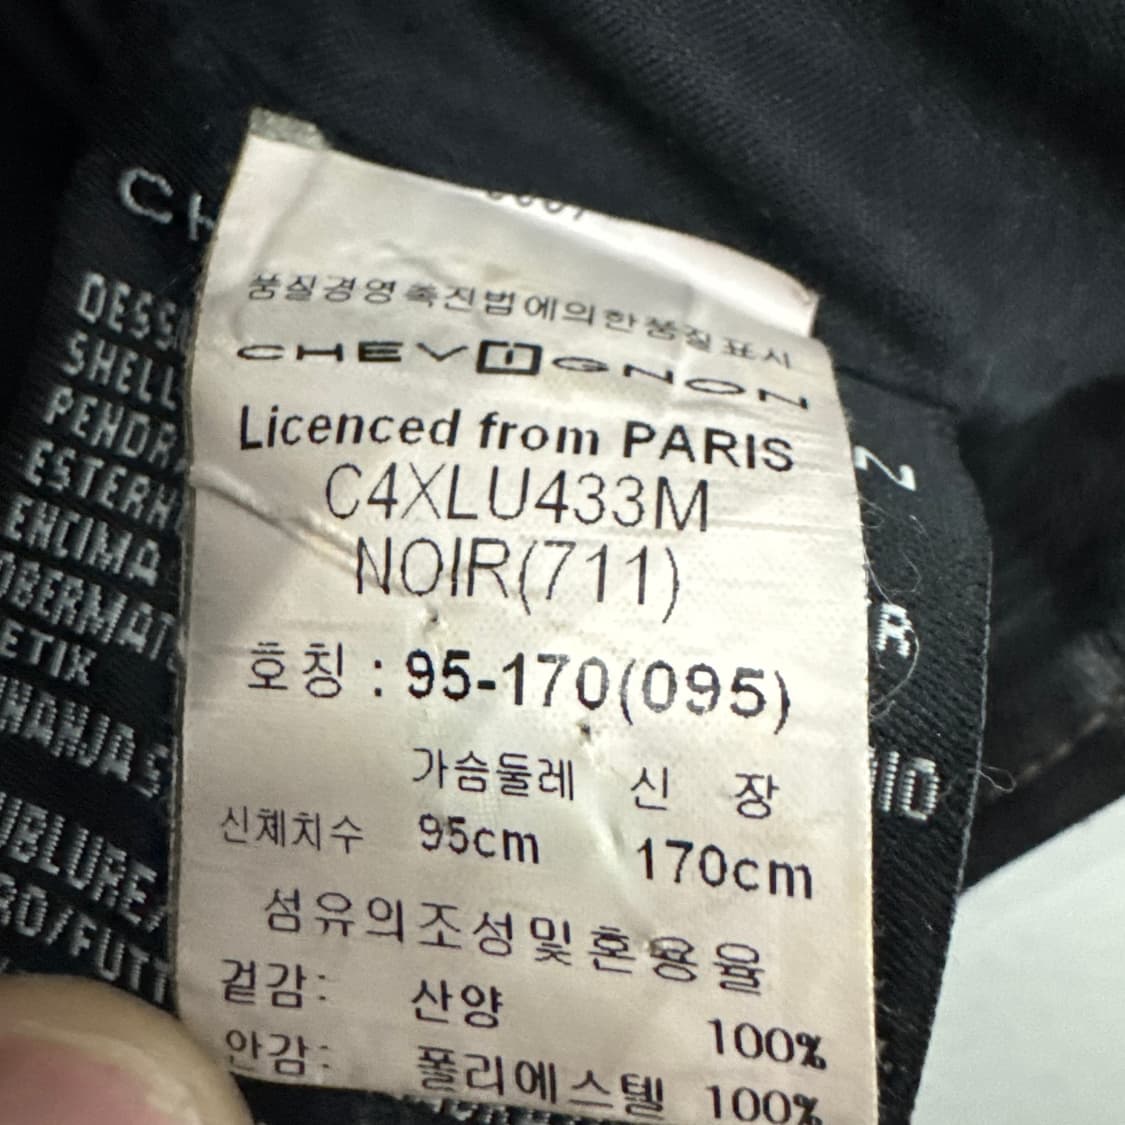 품질경영촉진법에의한품질표시
CHEVIGNON
Licenced from PARIS
C4XLU433M
NOIR(711)
호칭 : 95-170(095)
가슴둘레 신 장
신체치수 95cm 170cm
섬유의조성및혼용율
겉감: 산양 100%
안감: 폴리에스텔 100%
CH
DESS
SHELL
PENDR
ESTERH
ENCIMA
OBERMAT
ETIK